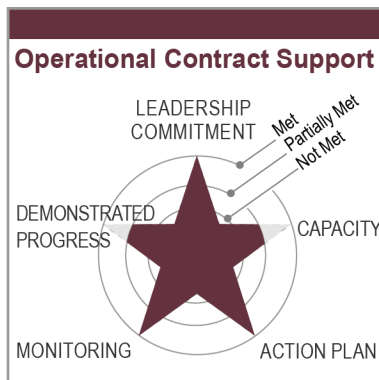 Operational Contract Support
LEADERSHIP
COMMITMENT
Met
Partially Met
Not Met
DEMONSTRATED
PROGRESS
CAPACITY
MONITORING
ACTION PLAN